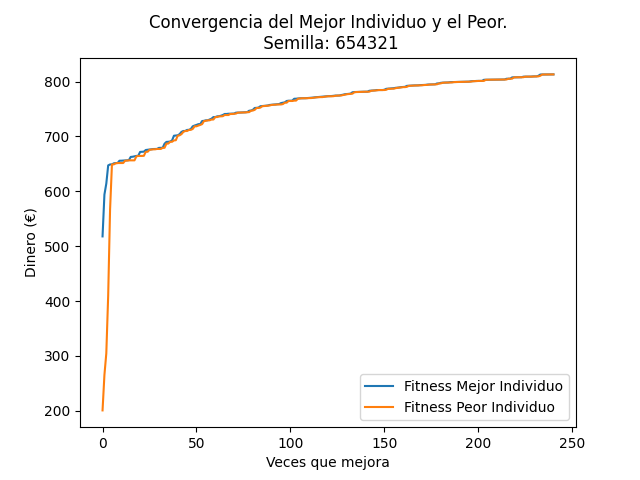 Convergencia del Mejor Individuo y el Peor.
Semilla: 654321
Dinero (€)
800
700
600
500
400
300
200
0
50
100
150
200
250
Veces que mejora
Fitness Mejor Individuo
Fitness Peor Individuo